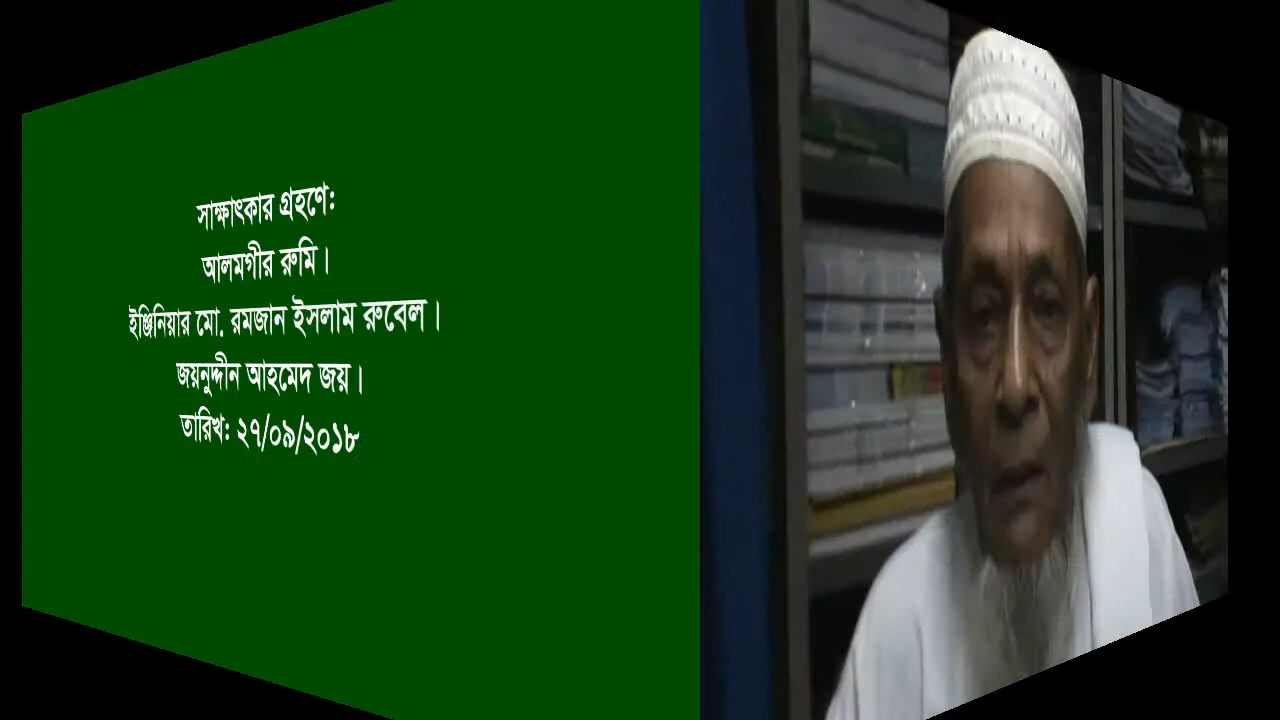 সাক্ষাৎকার গ্রহণে:
আলমগীর রুমি।
ইঞ্জিনিয়ার মো. রমজান ইসলাম রুবেল।
জয়নুদ্দীন আহমেদ জয়।
তারিখ: ২৭/০৯/২০১৮